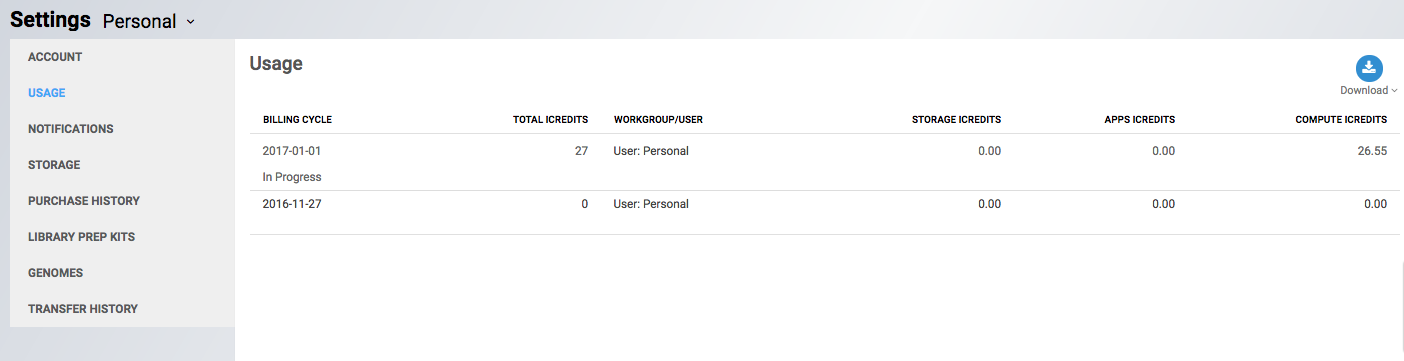 Settings Personal
ACCOUNT
USAGE
NOTIFICATIONS
STORAGE
PURCHASE HISTORY
LIBRARY PREP KITS
GENOMES
TRANSFER HISTORY
Usage
Download
BILLING CYCLE TOTAL ICREDITS WORKGROUP/USER STORAGE ICREDITS APPS ICREDITS COMPUTE ICREDITS
2017-01-01 27 User: Personal 0.00 0.00 26.55
In Progress
2016-11-27 0 User: Personal 0.00 0.00 0.00